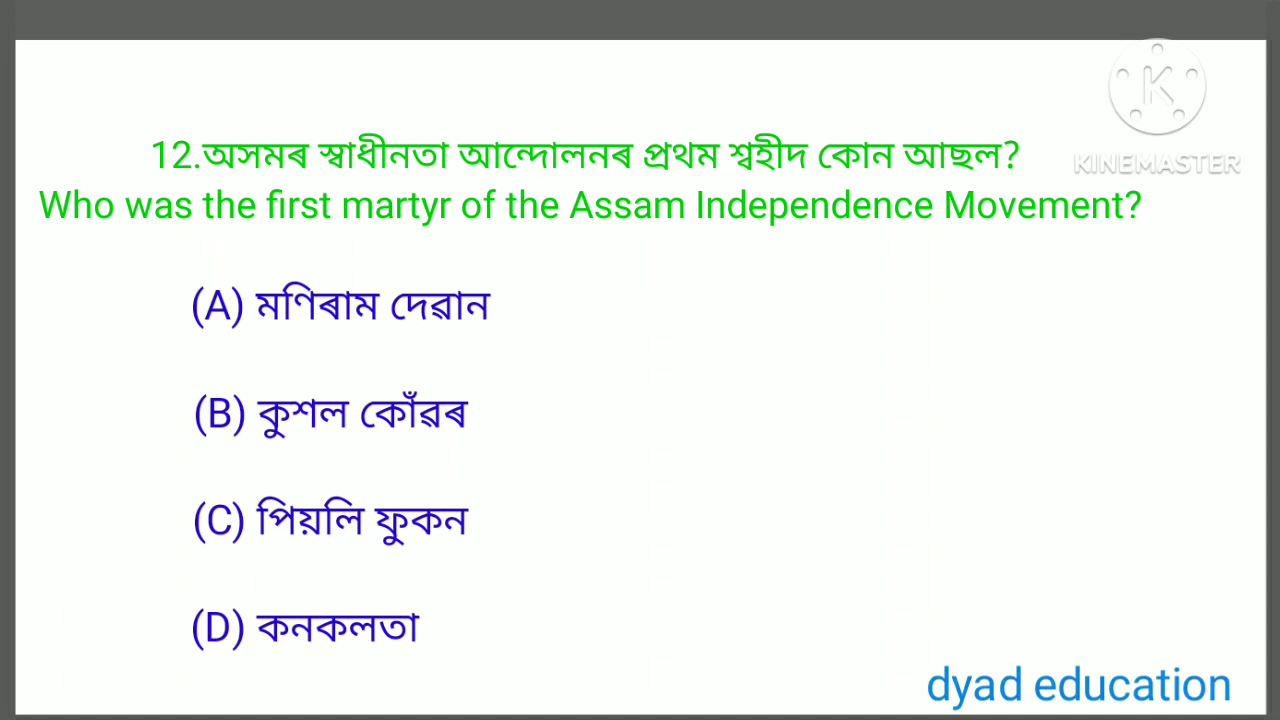 KINEMASTER
12.অসমৰ স্বাধীনতা আন্দোলনৰ প্ৰথম শ্বহীদ কোন আছল?
Who was the first martyr of the Assam Independence Movement?
(A) মণিৰাম দেৱান
(B) কুশল কোঁৱৰ
(C) পিয়লি ফুকন
(D) কনকলতা
dyad education